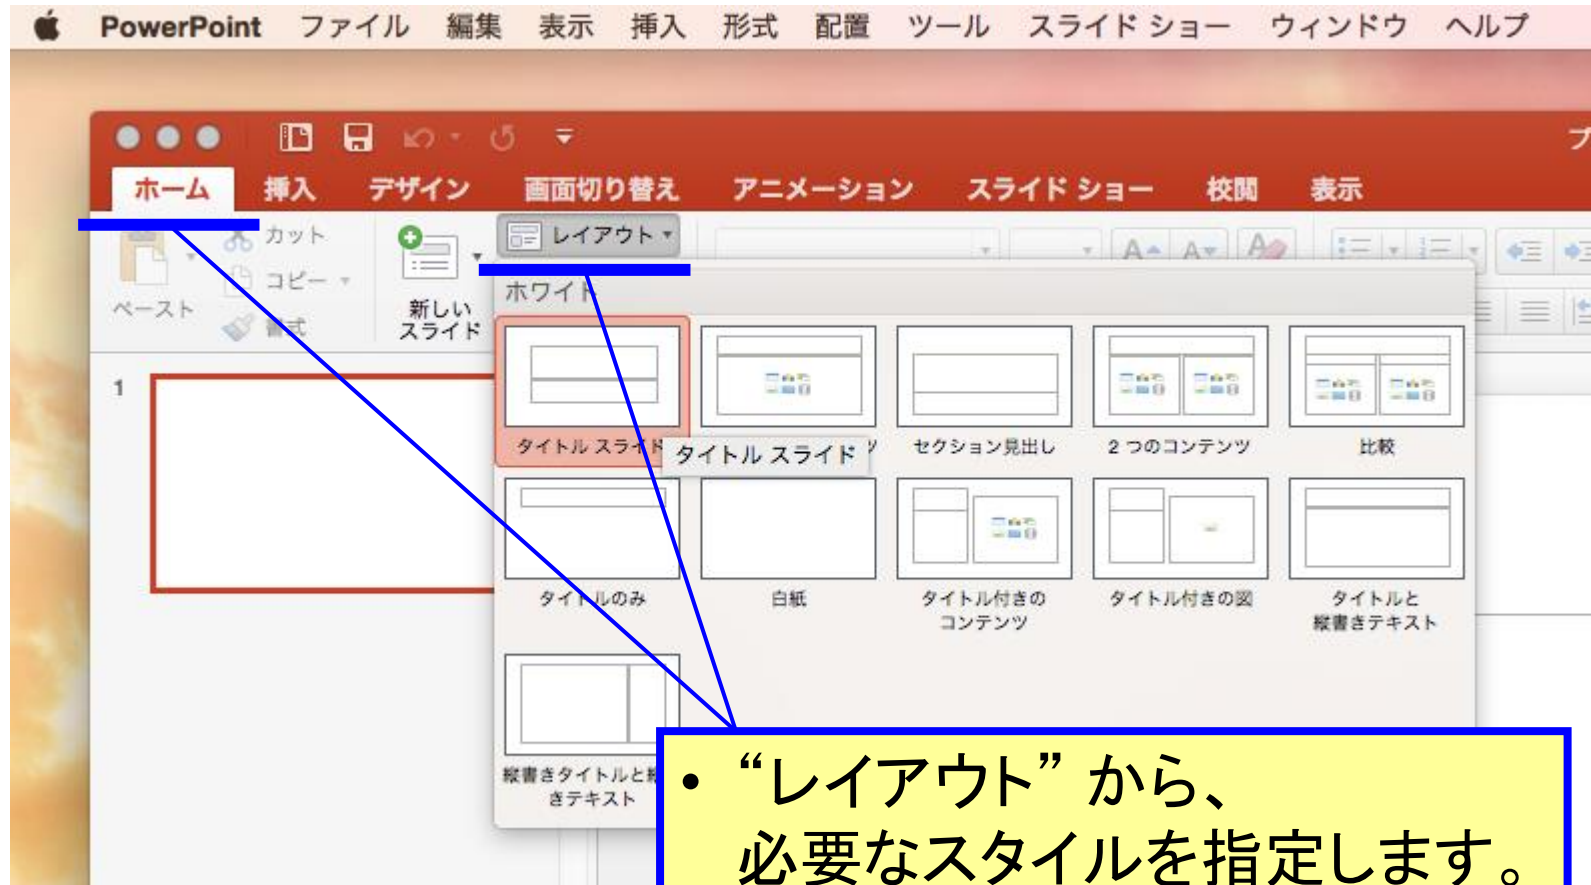 PowerPoint ファイル 編集 表示 挿入 形式 配置 ツール スライド ショー ウィンドウ ヘルプ
プ
ホーム 挿入 デザイン 画面切り替え アニメーション スライド ショー 校閲 表示
カット
コピー
書式
ペースト
新しい
スライド
レイアウト
ホワイト
1
タイトル スライド
タイトル スライド
ツ
セクション見出し
2 つのコンテンツ
比較
タイトルのみ
白紙
タイトル付きの
コンテンツ
タイトル付きの図
タイトルと
縦書きテキスト
縦書きタイトルと
きテキスト
• “レイアウト” から、
必要なスタイルを指定します。